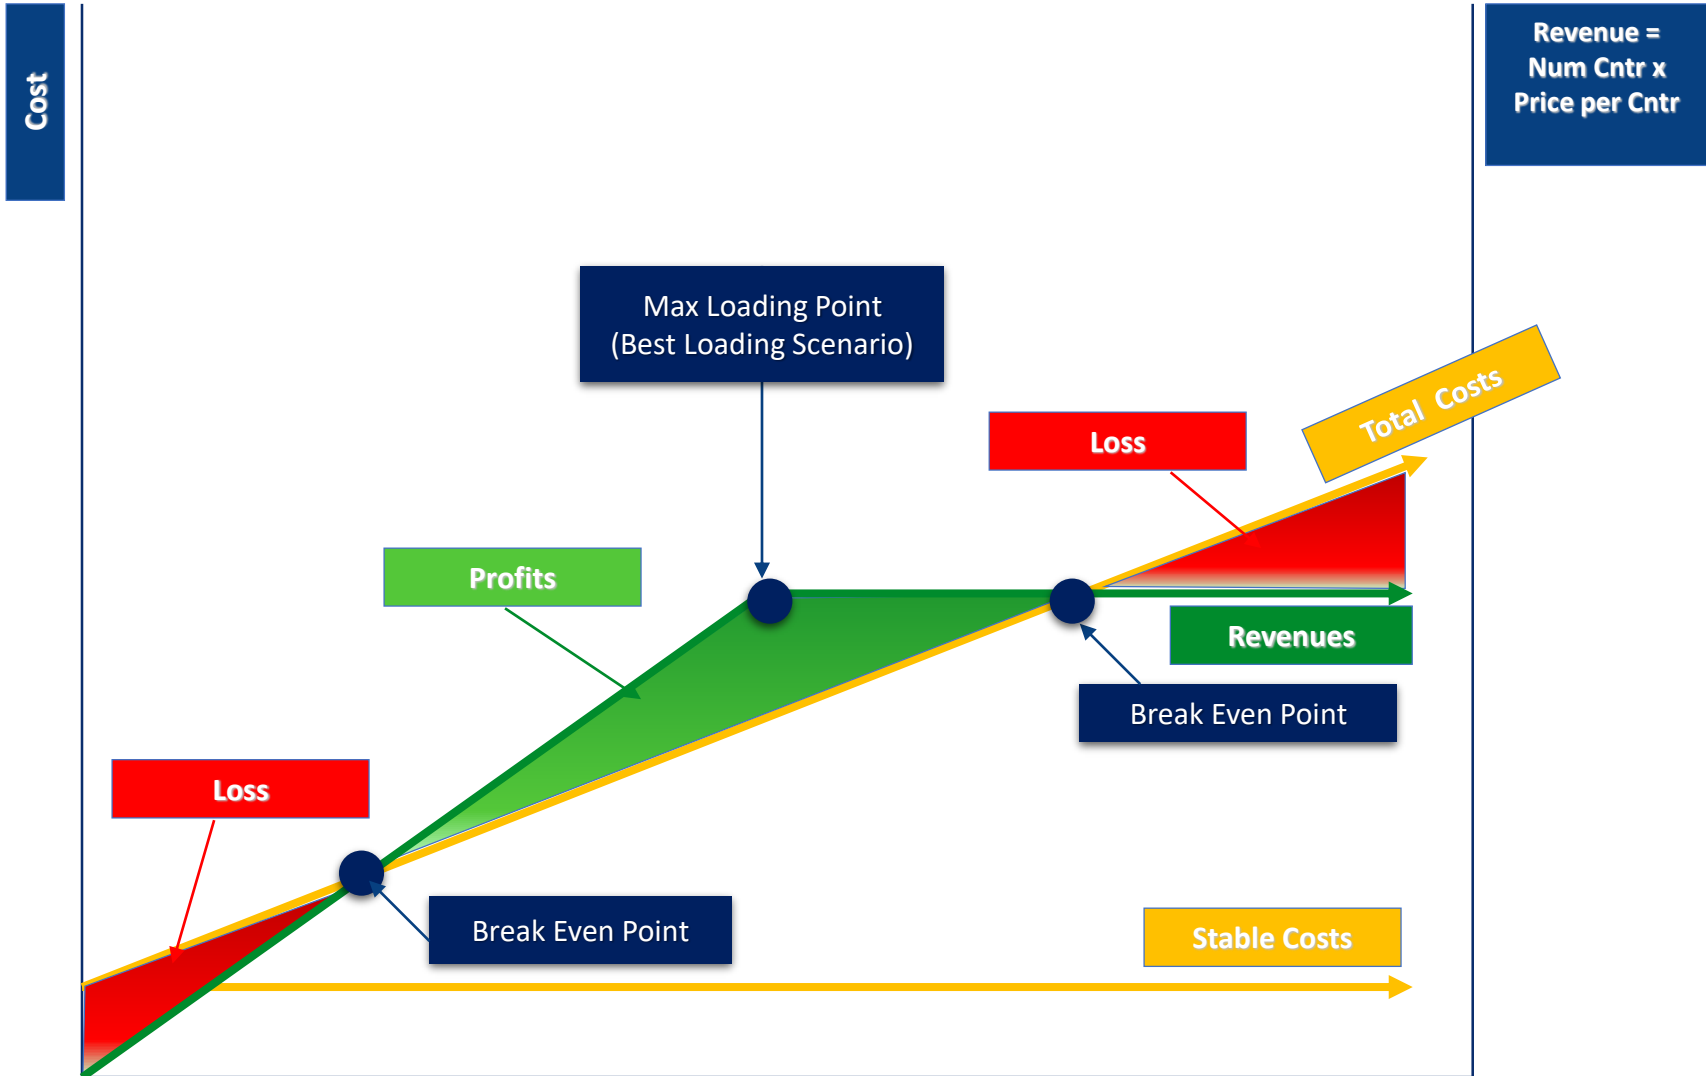 Cost
Revenue =
Num Cntr x
Price per Cntr
Max Loading Point
(Best Loading Scenario)
Total Costs
Loss
Profits
Revenues
Break Even Point
Loss
Break Even Point
Stable Costs